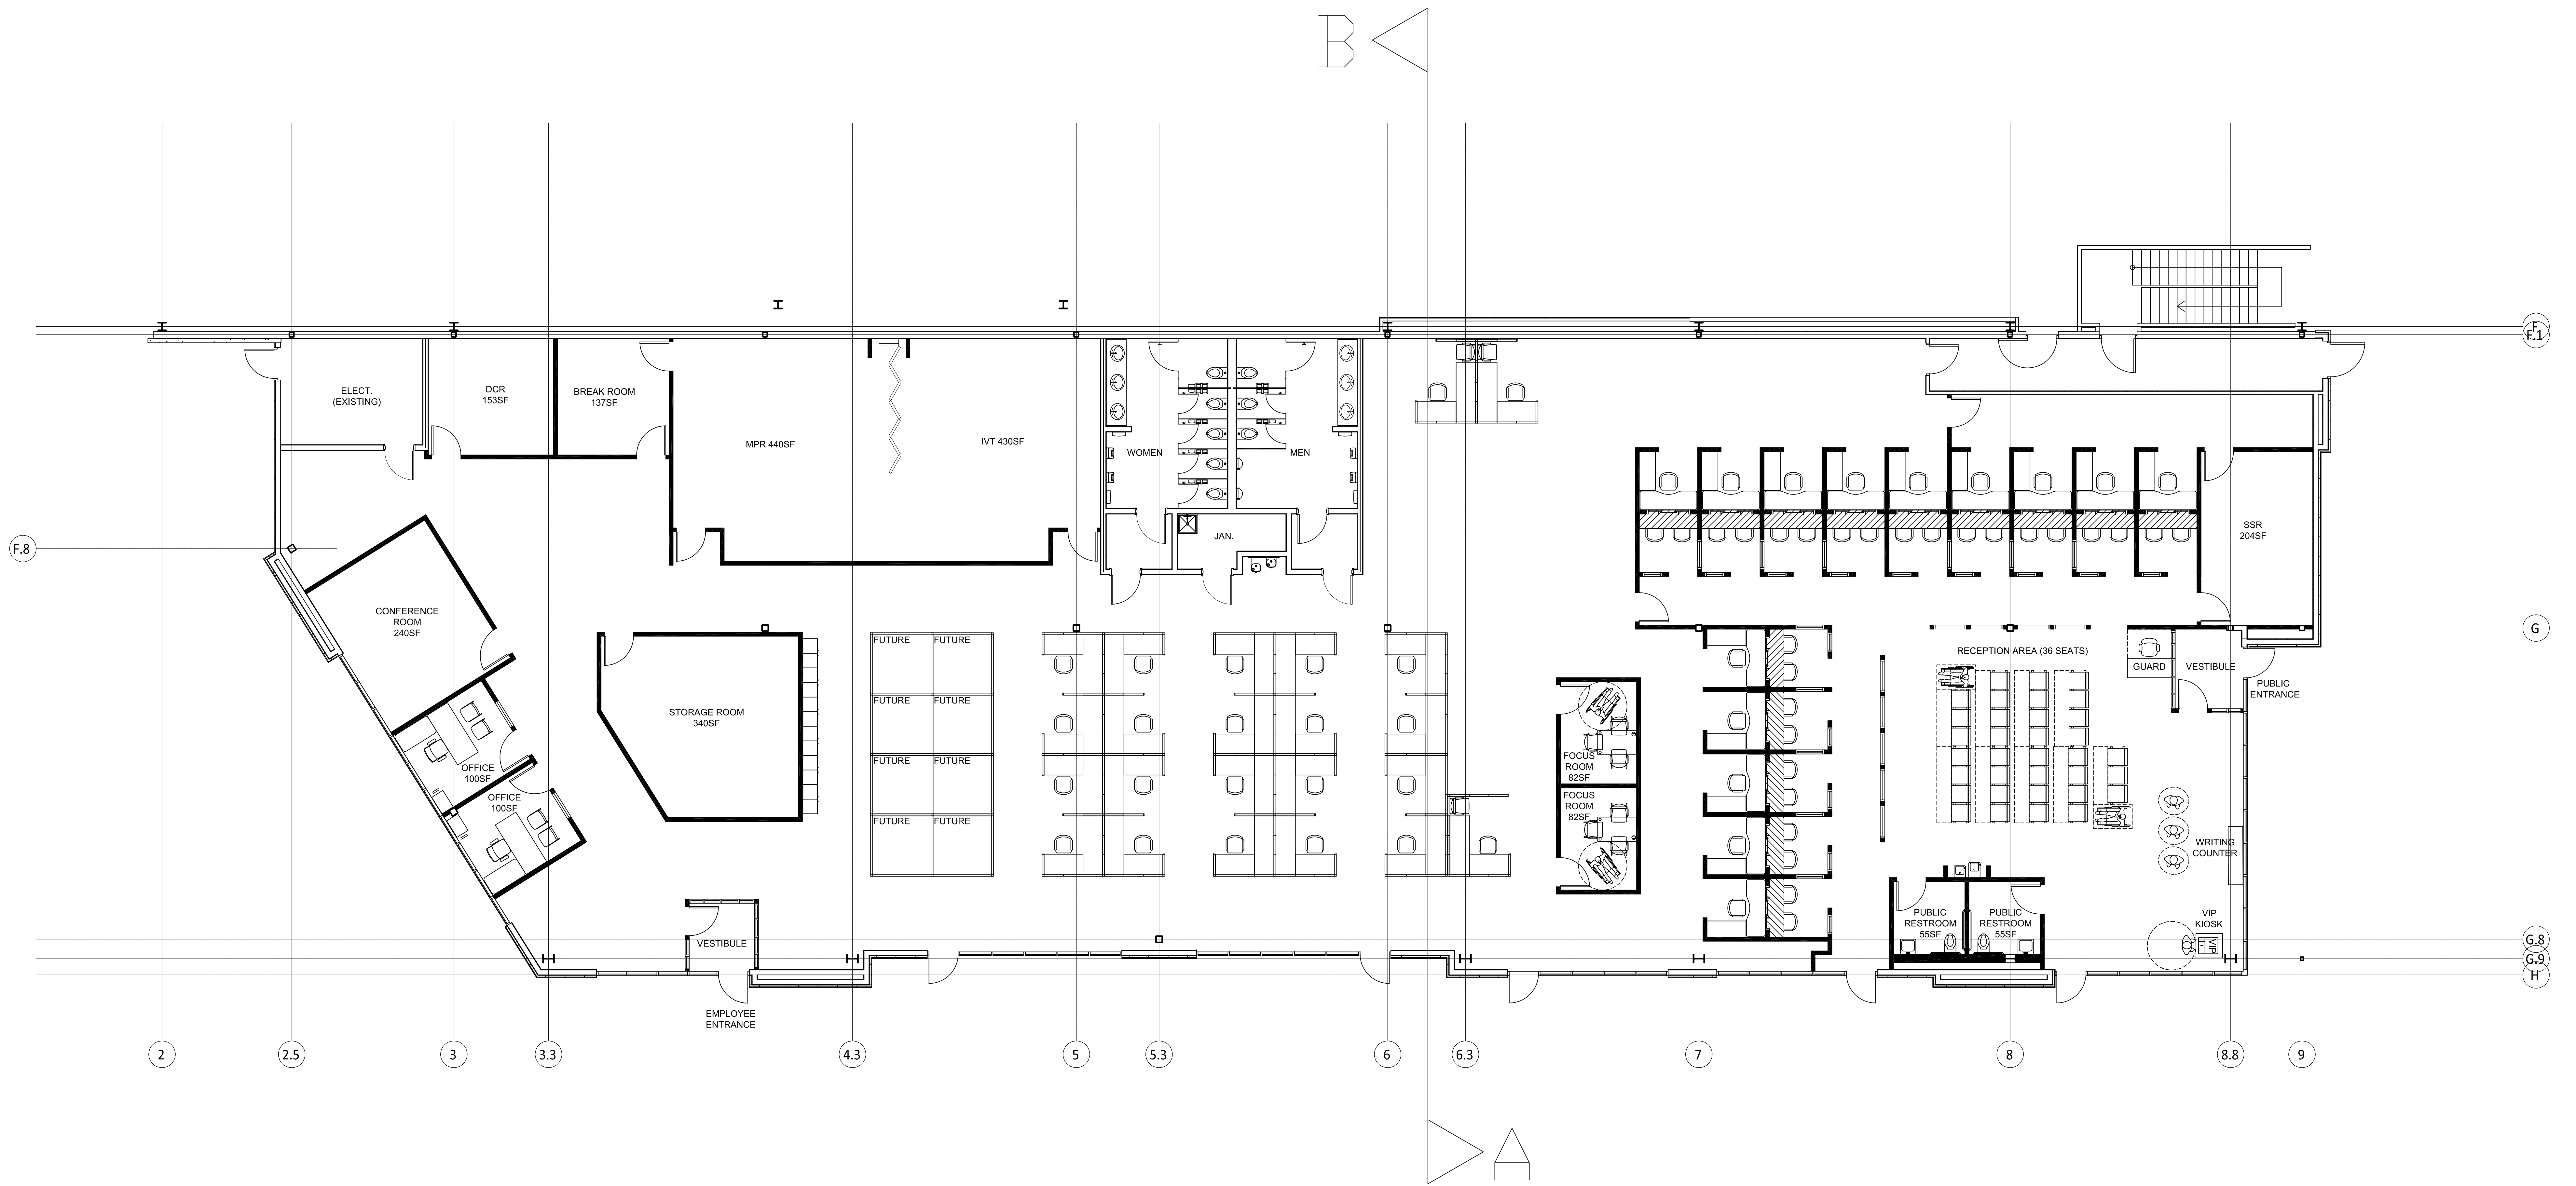 B
F
F.1
ELECT.
(EXISTING)
DCR
153SF
BREAK ROOM
137SF
MPR 440SF
IVT 430SF
WOMEN
MEN
JAN.
SSR
204SF
F.8
CONFERENCE
ROOM
240SF
G
FUTURE
FUTURE
RECEPTION AREA (36 SEATS)
GUARD
VESTIBULE
PUBLIC
ENTRANCE
FUTURE
FUTURE
STORAGE ROOM
340SF
OFFICE
100SF
FUTURE
FUTURE
FOCUS
ROOM
82SF
OFFICE
100SF
FOCUS
ROOM
82SF
FUTURE
FUTURE
WRITING
COUNTER
PUBLIC
RESTROOM
55SF
PUBLIC
RESTROOM
55SF
VIP
KIOSK
VIP
VESTIBULE
G.8
G.9
H
EMPLOYEE
ENTRANCE
2
2.5
3
3.3
4.3
5
5.3
6
6.3
7
8
8.8
9
A